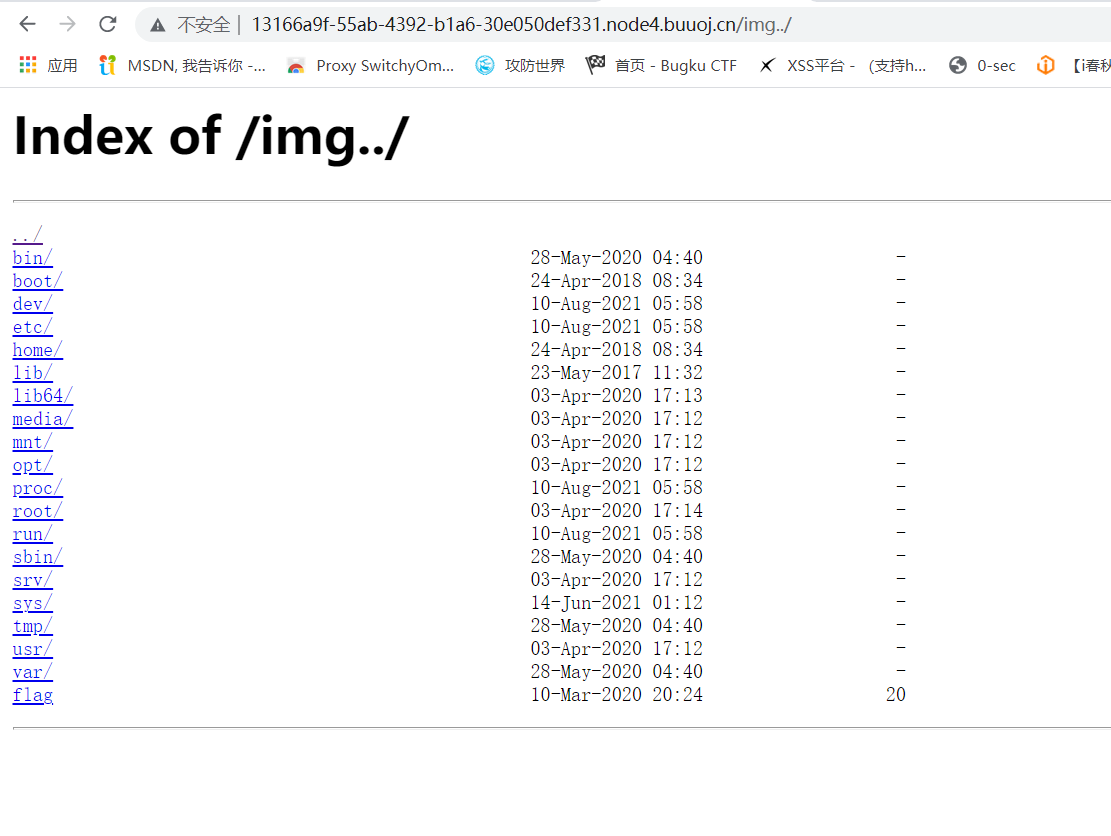 不安全 | 13166a9f-55ab-4392-b1a6-30e050def331.node4.buuoj.cn/img../
应用 MSDN, 我告诉你 -... Proxy SwitchyOm... 攻防世界 首页 - Bugku CTF XSS平台 - (支持h... 0-sec 【i春秋
Index of /img../
../
bin/ 28-May-2020 04:40 -
boot/ 24-Apr-2018 08:34 -
dev/ 10-Aug-2021 05:58 -
etc/ 10-Aug-2021 05:58 -
home/ 24-Apr-2018 08:34 -
lib/ 23-May-2017 11:32 -
lib64/ 03-Apr-2020 17:13 -
media/ 03-Apr-2020 17:12 -
mnt/ 03-Apr-2020 17:12 -
opt/ 03-Apr-2020 17:12 -
proc/ 10-Aug-2021 05:58 -
root/ 03-Apr-2020 17:14 -
run/ 10-Aug-2021 05:58 -
sbin/ 28-May-2020 04:40 -
srv/ 03-Apr-2020 17:12 -
sys/ 14-Jun-2021 01:12 -
tmp/ 28-May-2020 04:40 -
usr/ 03-Apr-2020 17:12 -
var/ 28-May-2020 04:40 -
flag 10-Mar-2020 20:24 20